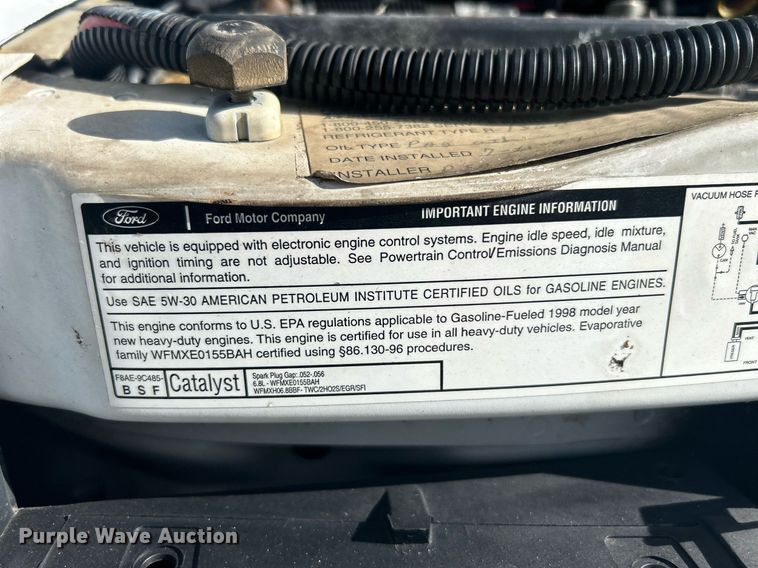 JAMES
1-800-255-7362
REFRIGERANT TYPE R-
OIL TYPE
DATE INSTALLED
INSTALLER
Ford
Ford Motor Company
IMPORTANT ENGINE INFORMATION
This vehicle is equipped with electronic engine control systems. Engine idle speed, idle mixture,
and ignition timing are not adjustable. See Powertrain Control/Emissions Diagnosis Manual
for additional information.
Use SAE 5W-30 AMERICAN PETROLEUM INSTITUTE CERTIFIED OILS for GASOLINE ENGINES.
This engine conforms to U.S. EPA regulations applicable to Gasoline-Fueled 1998 model year
new heavy-duty engines. This engine is certified for use in all heavy-duty vehicles. Evaporative
family WFMXE0155BAH certified using §86.130-96 procedures.
F8AE-9C485-
B S F
Catalyst
Spark Plug Gap: .052-.056
6.8L - WFMXE0155BAH
WFMXH06.8BBF- TWC/2HO2S/EGR/SFI
VACUUM HOSE
Purple Wave Auction